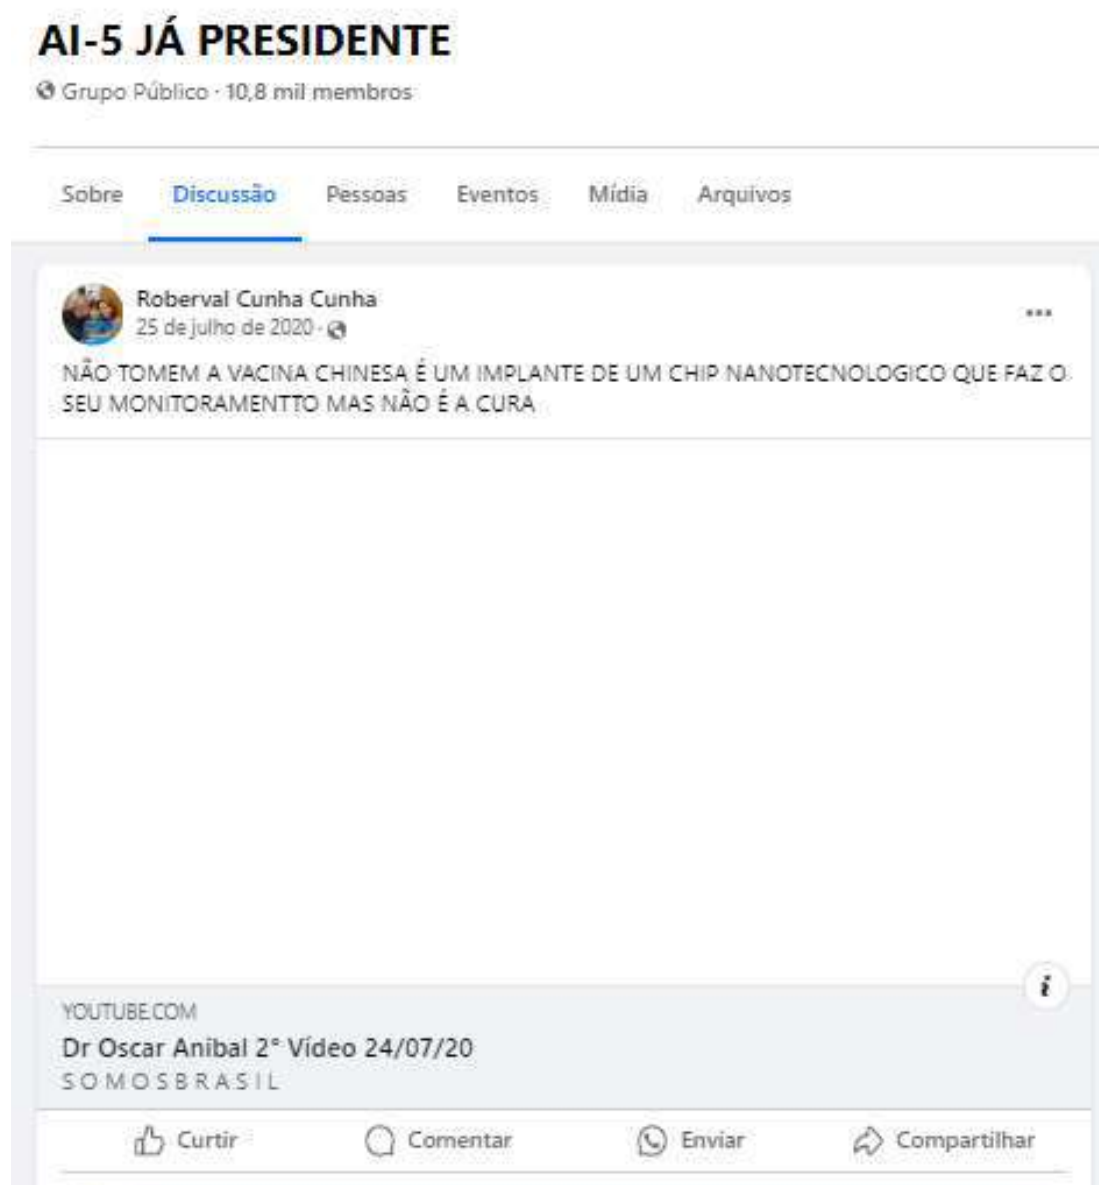 AI-5 JÁ PRESIDENTE
Grupo Público · 10,8 mil membros
Sobre Discussão Pessoas Eventos Mídia Arquivos
Roberval Cunha Cunha
25 de julho de 2020 ·
NÃO TOMEM A VACINA CHINESA É UM IMPLANTE DE UM CHIP NANOTECNOLOGICO QUE FAZ O
SEU MONITORAMENTTO MAS NÃO É A CURA
YOUTUBE.COM
Dr Oscar Anibal 2° Vídeo 24/07/20
S O M O S B R A S I L
Curtir Comentar Enviar Compartilhar